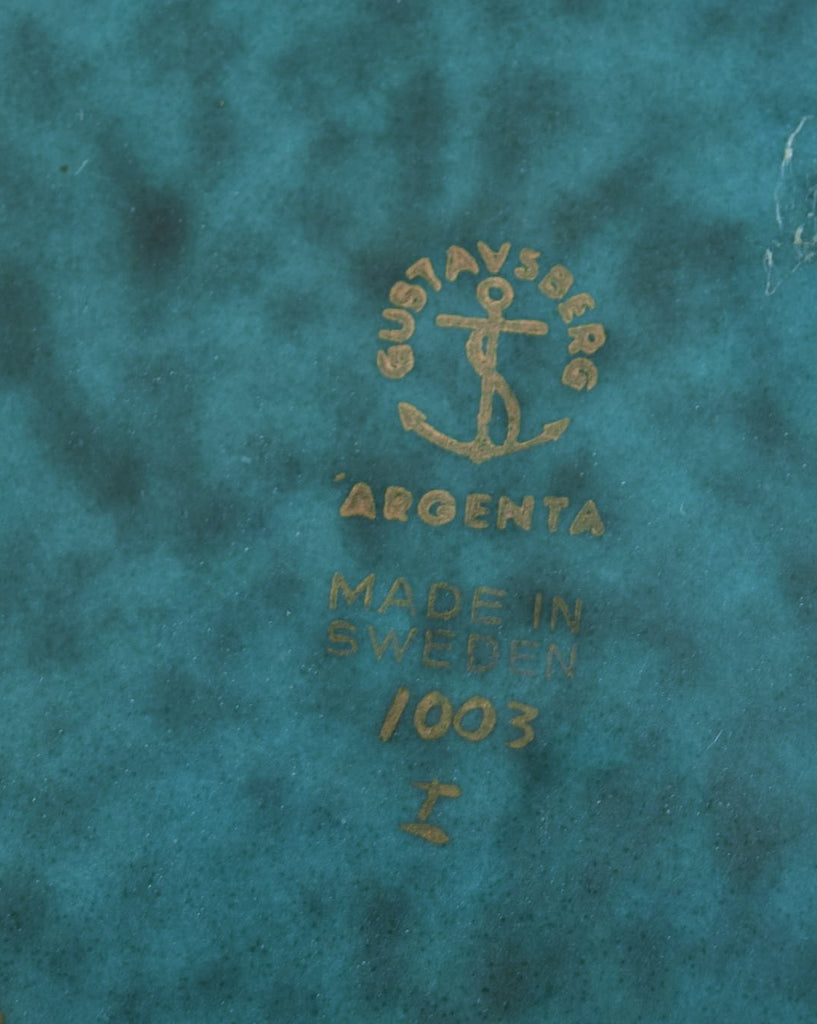 GUSTAVSBERG
ARGENTA
MADE IN
SWEDEN
1003
I